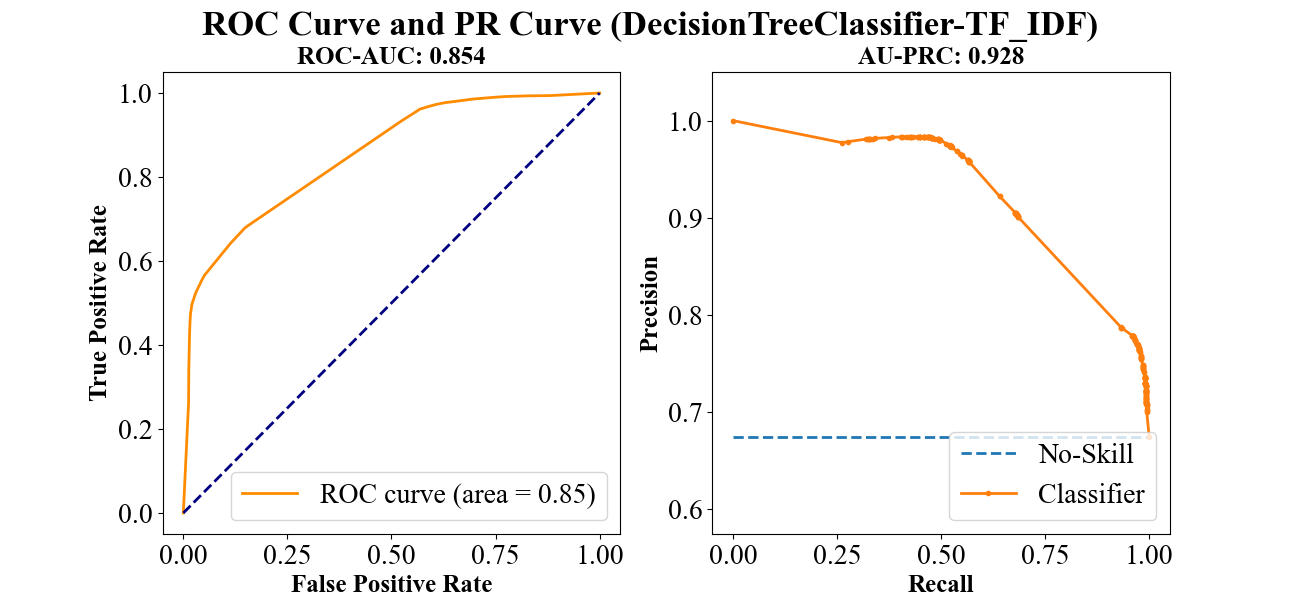 ROC Curve and PR Curve (DecisionTreeClassifier-TF_IDF)
ROC-AUC: 0.854
1.0
0.8
0.6
0.4
0.2
0.0
True Positive Rate
ROC curve (area = 0.85)
0.00 0.25 0.50 0.75 1.00
False Positive Rate
AU-PRC: 0.928
1.0
0.9
0.8
0.7
0.6
Precision
No-Skill
Classifier
0.00 0.25 0.50 0.75 1.00
Recall